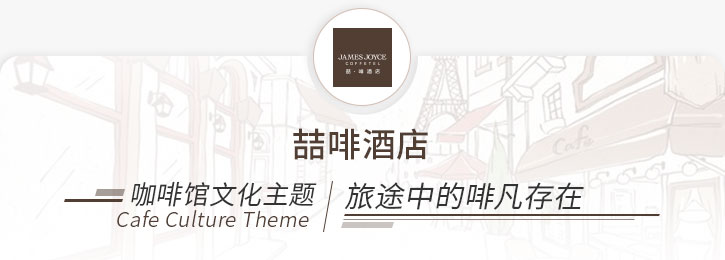 JAMES JOYCE
COFFETEL
喆·啡酒店
喆啡酒店
咖啡馆文化主题
Cafe Culture Theme
旅途中的啡凡存在
Cafe